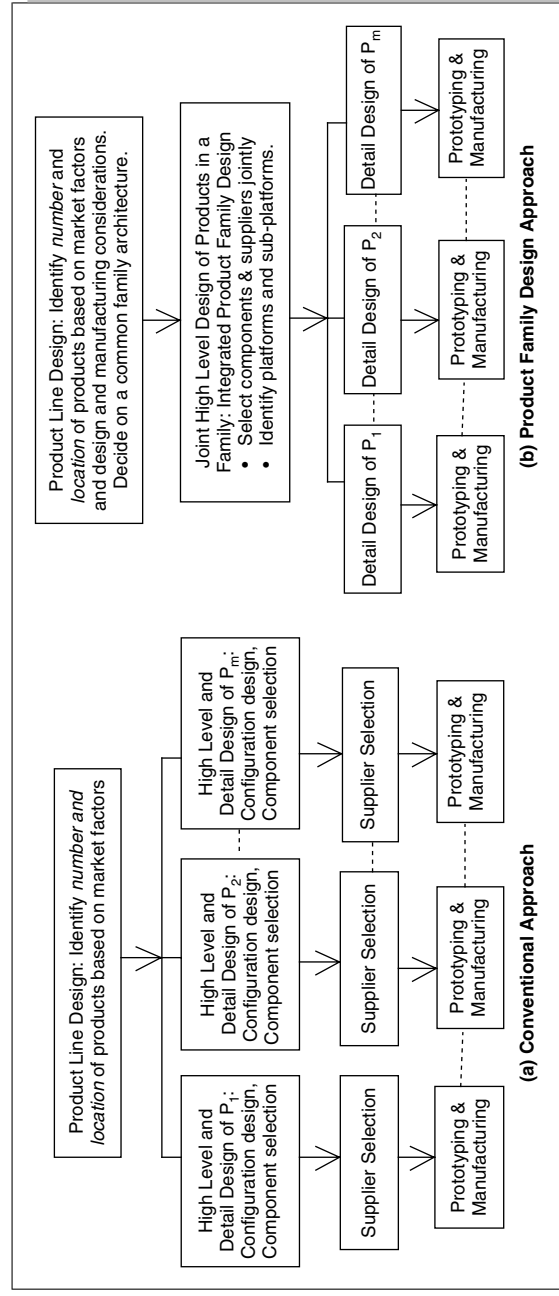 Product Line Design: Identify number and
location of products based on market factors
High Level and
Detail Design of P1:
Configuration design,
Component selection
High Level and
Detail Design of P2:
Configuration design,
Component selection
High Level and
Detail Design of Pm:
Configuration design,
Component selection
Supplier Selection
Supplier Selection
Supplier Selection
Prototyping &
Manufacturing
Prototyping &
Manufacturing
Prototyping &
Manufacturing
(a) Conventional Approach
Product Line Design: Identify number and
location of products based on market factors
and design and manufacturing considerations.
Decide on a common family architecture.
Joint High Level Design of Products in a
Family: Integrated Product Family Design
• Select components & suppliers jointly
• Identify platforms and sub-platforms.
Detail Design of P1
Detail Design of P2
Detail Design of Pm
Prototyping &
Manufacturing
Prototyping &
Manufacturing
Prototyping &
Manufacturing
(b) Product Family Design Approach